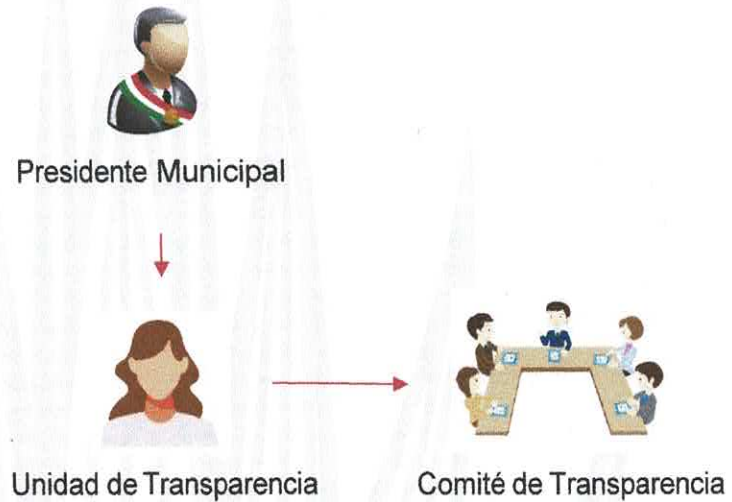 Presidente Municipal
Unidad de Transparencia
Comité de Transparencia